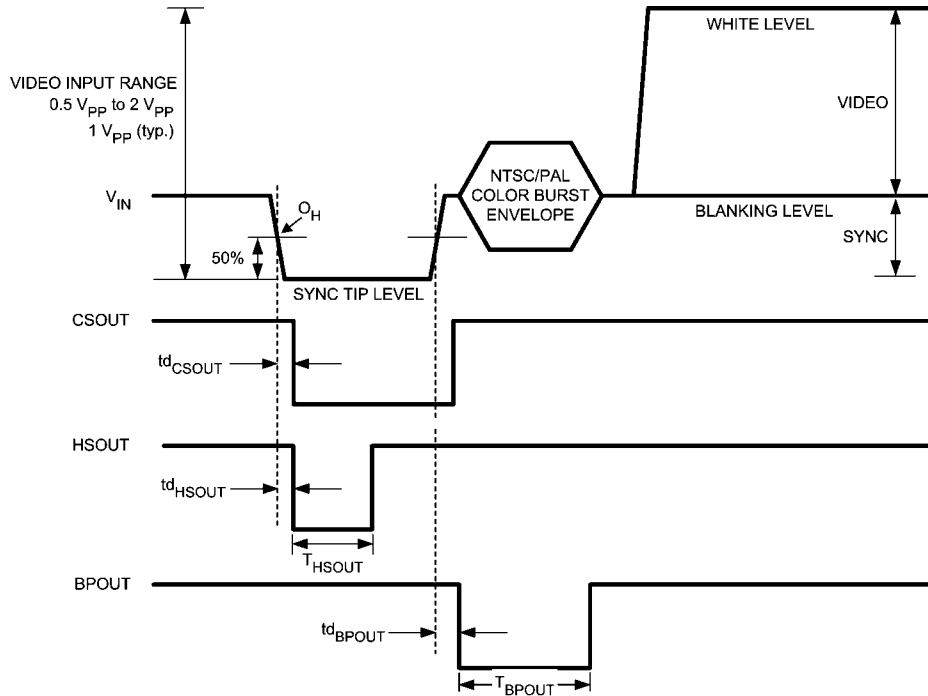 WHITE LEVEL
VIDEO INPUT RANGE
0.5 VPP to 2 VPP
1 VPP (typ.)
VIDEO
NTSC/PAL
COLOR BURST
ENVELOPE
VIN
OH
BLANKING LEVEL
SYNC
50%
SYNC TIP LEVEL
CSOUT
tdCSOUT
HSOUT
tdHSOUT
THSOUT
BPOUT
tdBPOUT
TBPOUT